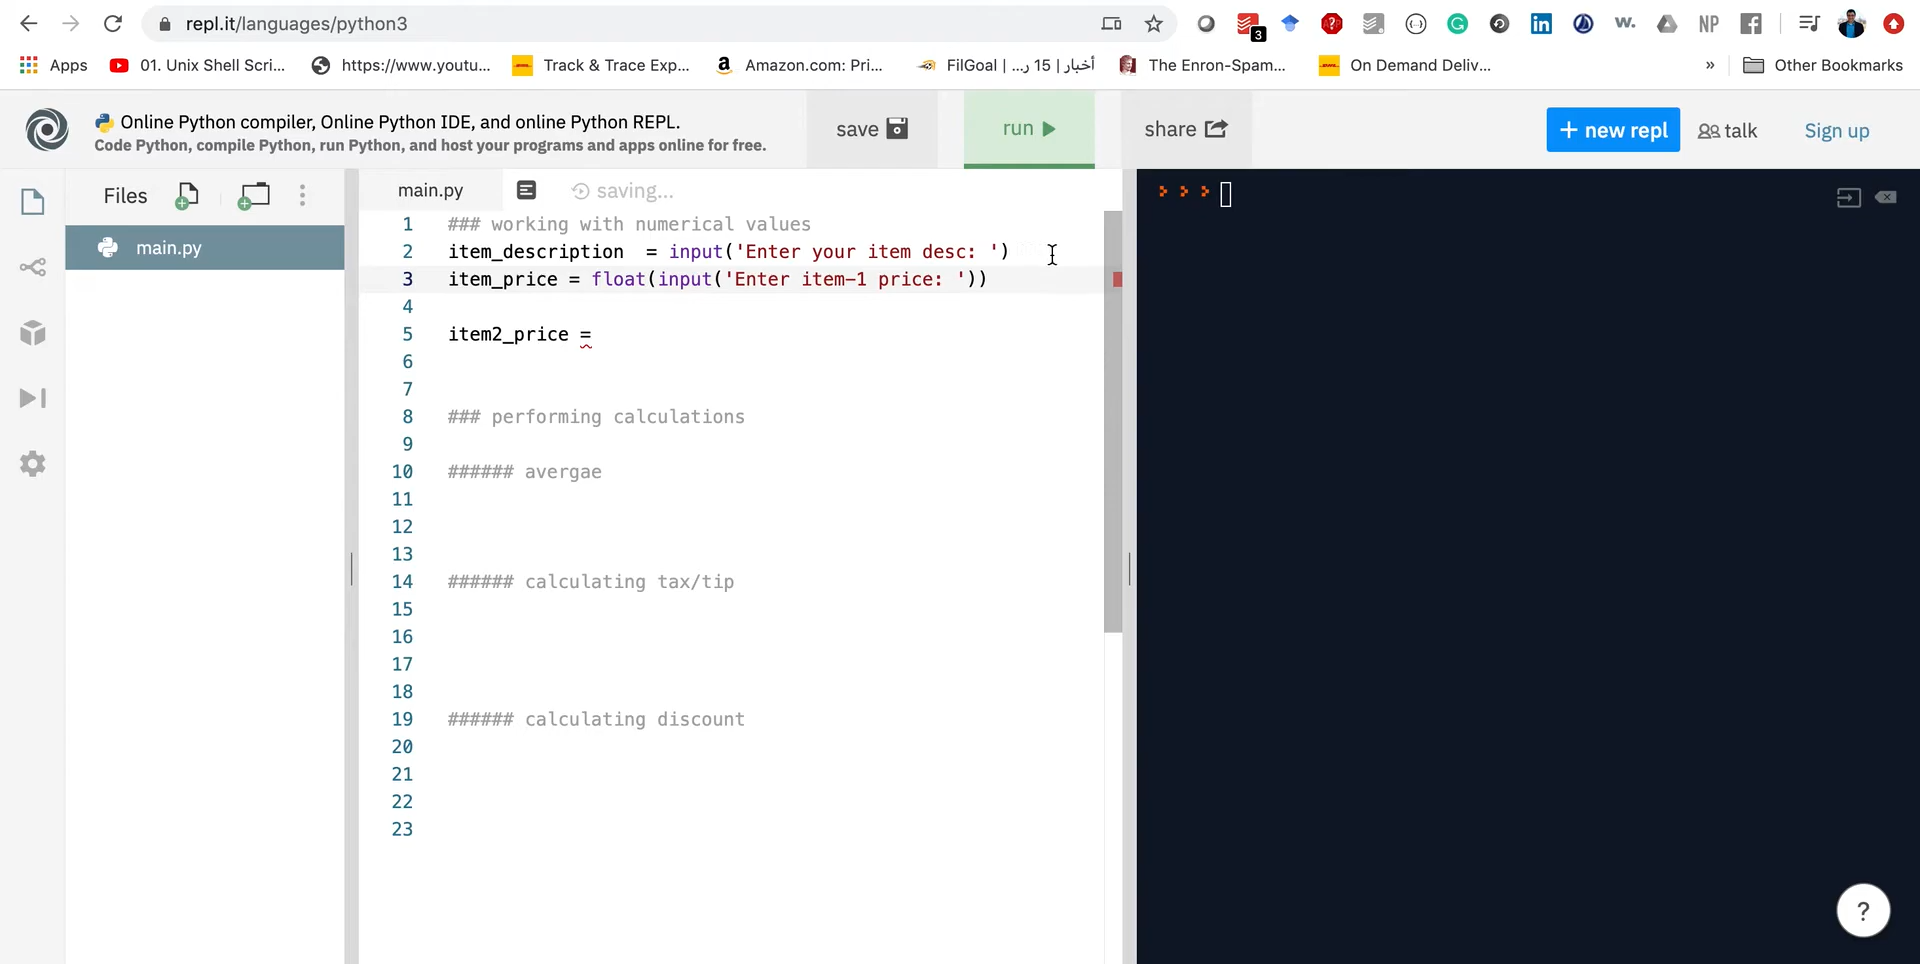 repl.it/languages/python3
3
Apps
01. Unix Shell Scri...
https://www.youtu...
Track & Trace Exp...
a
Amazon.com: Pri...
FilGoal | ...أخبار | 15 ر
The Enron-Spam...
On Demand Deliv...
»
Other Bookmarks
w.
NP
Online Python compiler, Online Python IDE, and online Python REPL.
Code Python, compile Python, run Python, and host your programs and apps online for free.
save
run
share
+ new repl
talk
Sign up
Files
main.py
main.py
saving...
1 ### working with numerical values
2 item_description  = input('Enter your item desc: ')
3 item_price = float(input('Enter item-1 price: '))
4
5 item2_price =
6
7
8 ### performing calculations
9
10 ###### avergae
11
12
13
14 ###### calculating tax/tip
15
16
17
18
19 ###### calculating discount
20
21
22
23
?